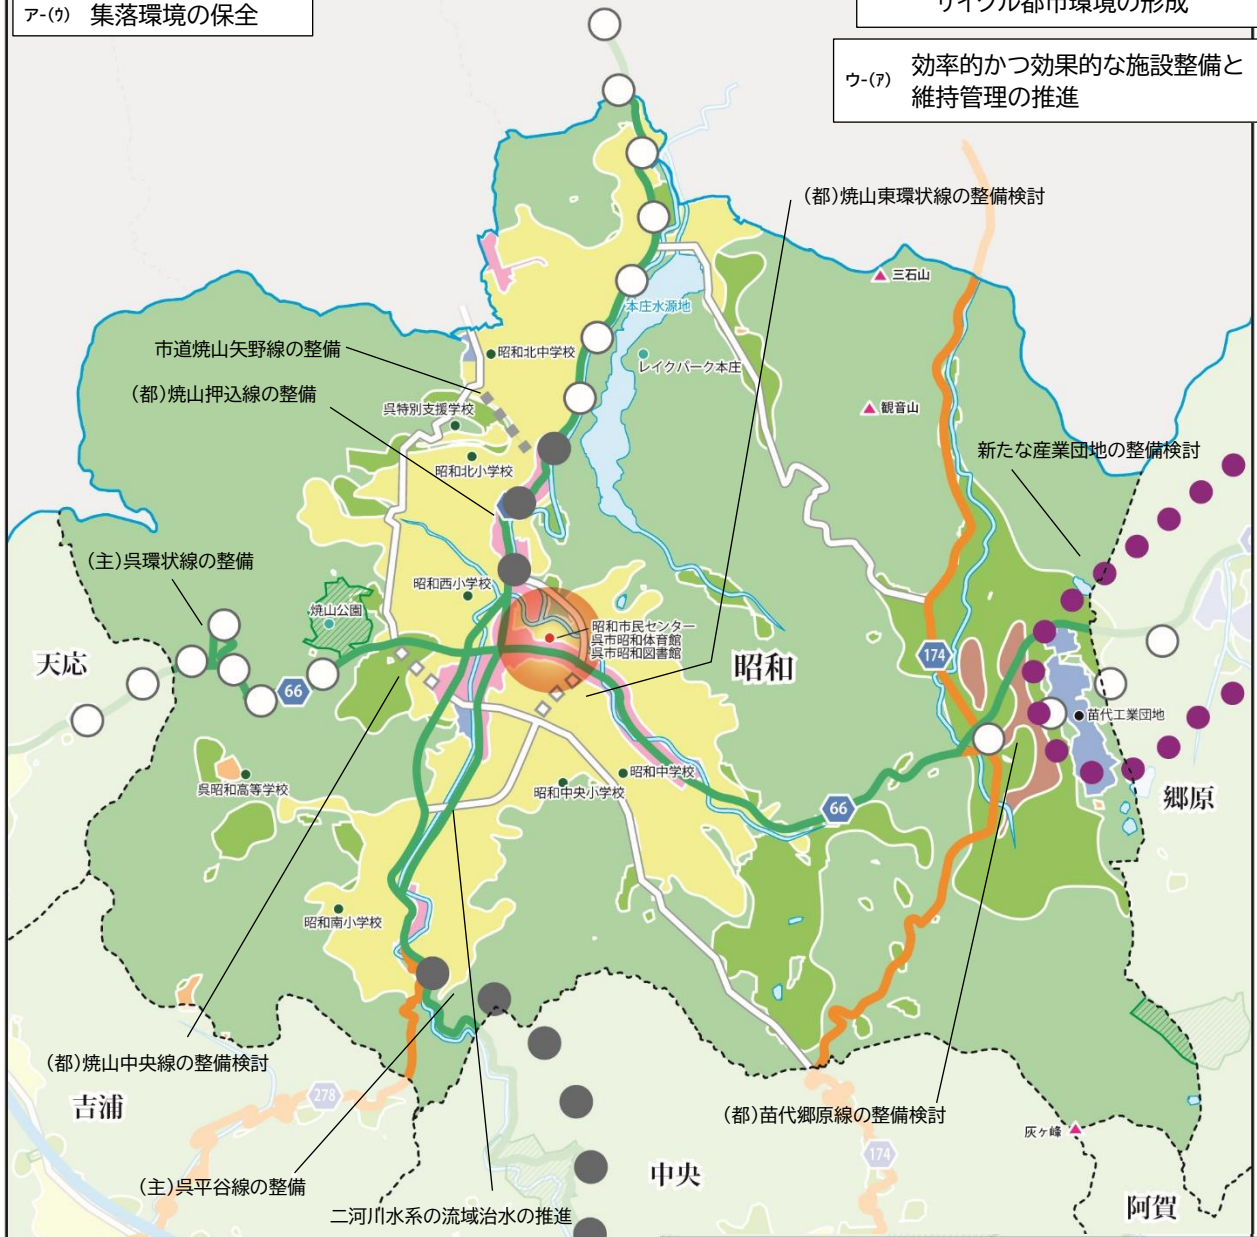 ア-(ウ) 集落環境の保全
リサイクル都市環境の形成
ウ-(ア) 効率的かつ効果的な施設整備と
維持管理の推進
(都)焼山東環状線の整備検討
三石山
本庄水源地
市道焼山矢野線の整備
昭和北中学校
レイクパーク本庄
(都)焼山押込線の整備
呉特別支援学校
観音山
昭和北小学校
新たな産業団地の整備検討
(主)呉環状線の整備
昭和西小学校
焼山公園
昭和市民センター
呉市昭和体育館
呉市昭和図書館
天応
昭和
174
66
苗代工業団地
呉昭和高等学校
昭和中学校
昭和中央小学校
66
郷原
昭和南小学校
(都)焼山中央線の整備検討
278
吉浦
(都)苗代郷原線の整備検討
灰ヶ峰
174
中央
(主)呉平谷線の整備
二河川水系の流域治水の推進
阿賀